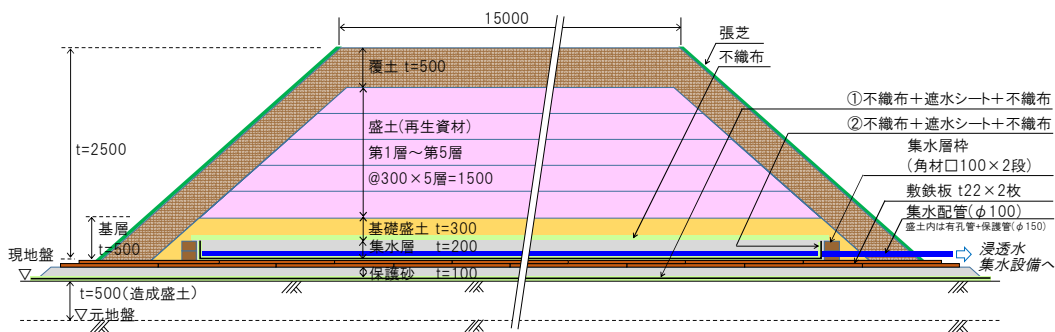 15000
張芝
不織布
覆土 t=500
①不織布+遮水シート+不織布
②不織布+遮水シート+不織布
盛土(再生資材)
第1層~第5層
@300×5層=1500
t=2500
集水層枠
(角材□100×2段)
敷鉄板 t22×2枚
集水配管(φ100)
盛土内は有孔管+保護管(φ150)
基層
t=500
基礎盛土 t=300
集水層 t=200
保護砂 t=100
現地盤
▽
浸透水
集水設備へ
t=500(造成盛土)
▽元地盤